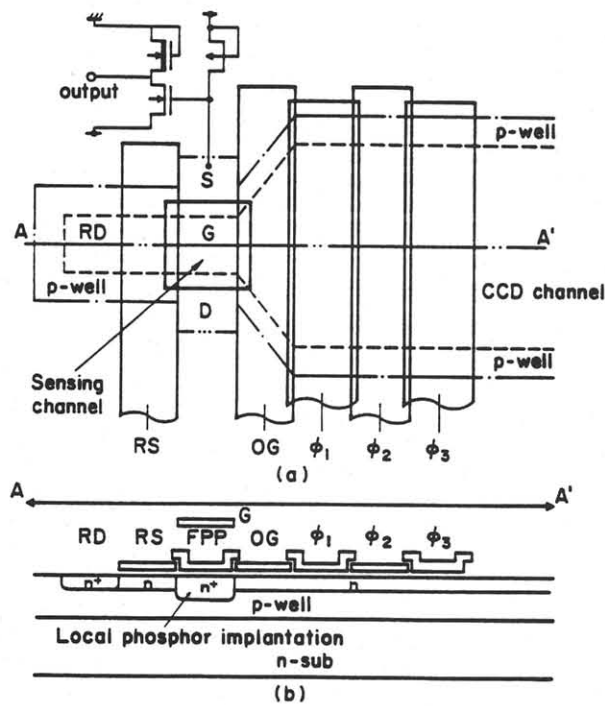 output
p-well
S
A RD G A'
p-well
CCD channel
D
p-well
Sensing
channel
RS OG ϕ1 ϕ2 ϕ3
(a)
A A'
G
RD RS FPP OG ϕ1 ϕ2 ϕ3
n+ n n+ n
p-well
Local phosphor implantation
n-sub
(b)